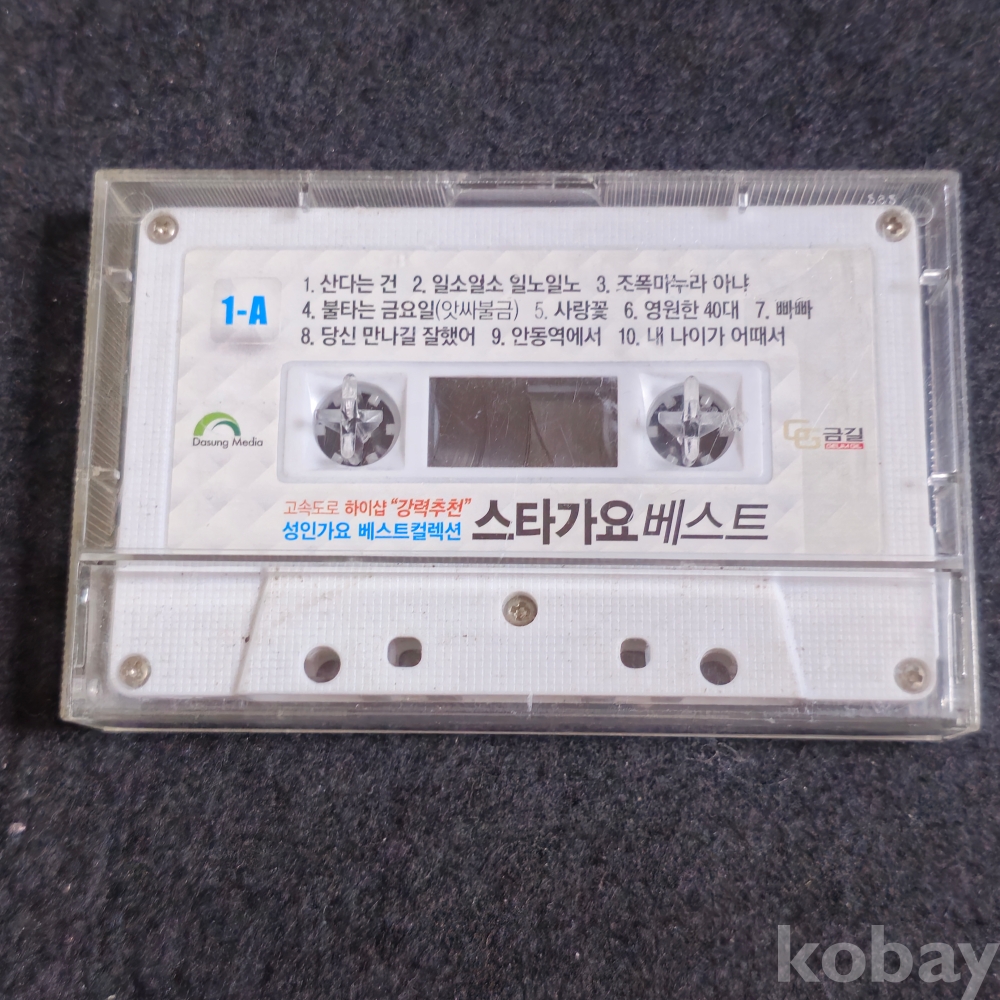 1. 산다는 건 2. 일소일소 일노일노 3. 조폭마누라 아냐
1-A
4. 불타는 금요일(앗싸불금) 5. 사랑꽃 6. 영원한 40대 7. 빠빠
8. 당신 만나길 잘했어 9. 안동역에서 10. 내 나이가 어때서
Dasung Media
금길
고속도로 하이샵 "강력추천"
성인가요 베스트컬렉션 스타가요베스트
kobay